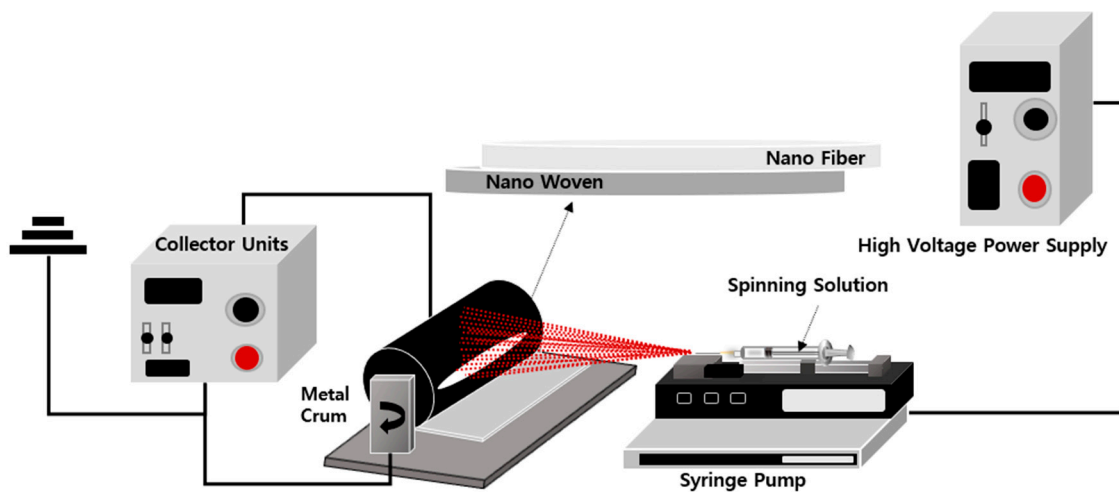 Nano Fiber
Nano Woven
Collector Units
High Voltage Power Supply
Spinning Solution
Metal
Crum
Syringe Pump